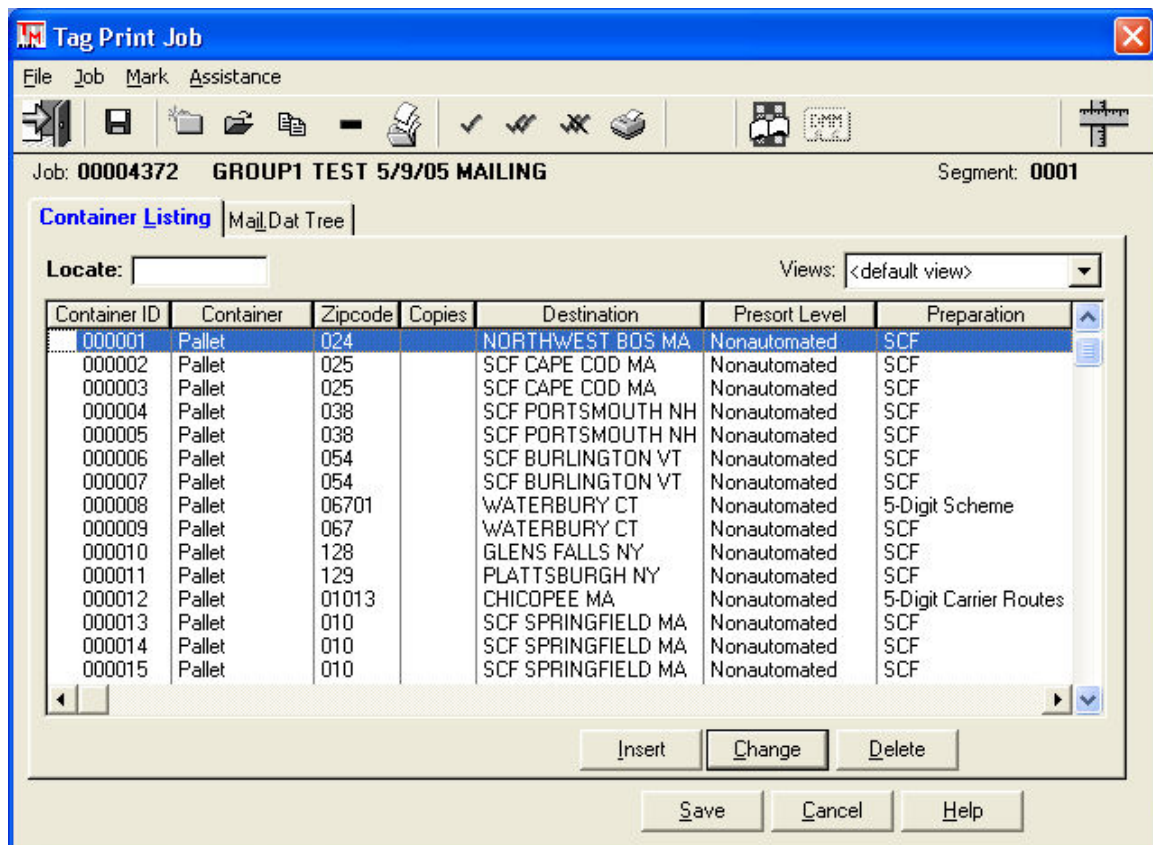 TM Tag Print Job
File Job Mark Assistance
DMM
Job: 00004372 GROUP1 TEST 5/9/05 MAILING Segment: 0001
Container Listing Mail.Dat Tree
Locate: Views: <default view>
Container ID Container Zipcode Copies Destination Presort Level Preparation
000001 Pallet 024 NORTHWEST BOS MA Nonautomated SCF
000002 Pallet 025 SCF CAPE COD MA Nonautomated SCF
000003 Pallet 025 SCF CAPE COD MA Nonautomated SCF
000004 Pallet 038 SCF PORTSMOUTH NH Nonautomated SCF
000005 Pallet 038 SCF PORTSMOUTH NH Nonautomated SCF
000006 Pallet 054 SCF BURLINGTON VT Nonautomated SCF
000007 Pallet 054 SCF BURLINGTON VT Nonautomated SCF
000008 Pallet 06701 WATERBURY CT Nonautomated 5-Digit Scheme
000009 Pallet 067 WATERBURY CT Nonautomated SCF
000010 Pallet 128 GLENS FALLS NY Nonautomated SCF
000011 Pallet 129 PLATTSBURGH NY Nonautomated SCF
000012 Pallet 01013 CHICOPEE MA Nonautomated 5-Digit Carrier Routes
000013 Pallet 010 SCF SPRINGFIELD MA Nonautomated SCF
000014 Pallet 010 SCF SPRINGFIELD MA Nonautomated SCF
000015 Pallet 010 SCF SPRINGFIELD MA Nonautomated SCF
Insert Change Delete
Save Cancel Help